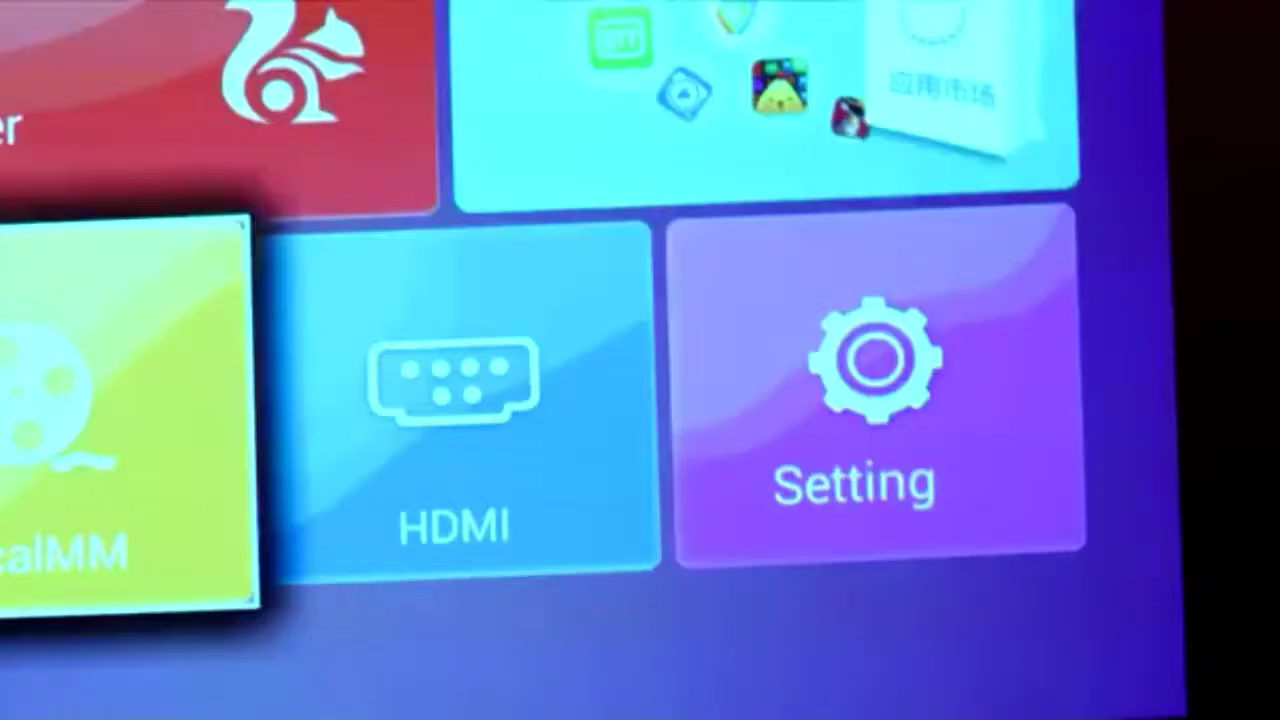 er
应用市场
calMM
HDMI
Setting